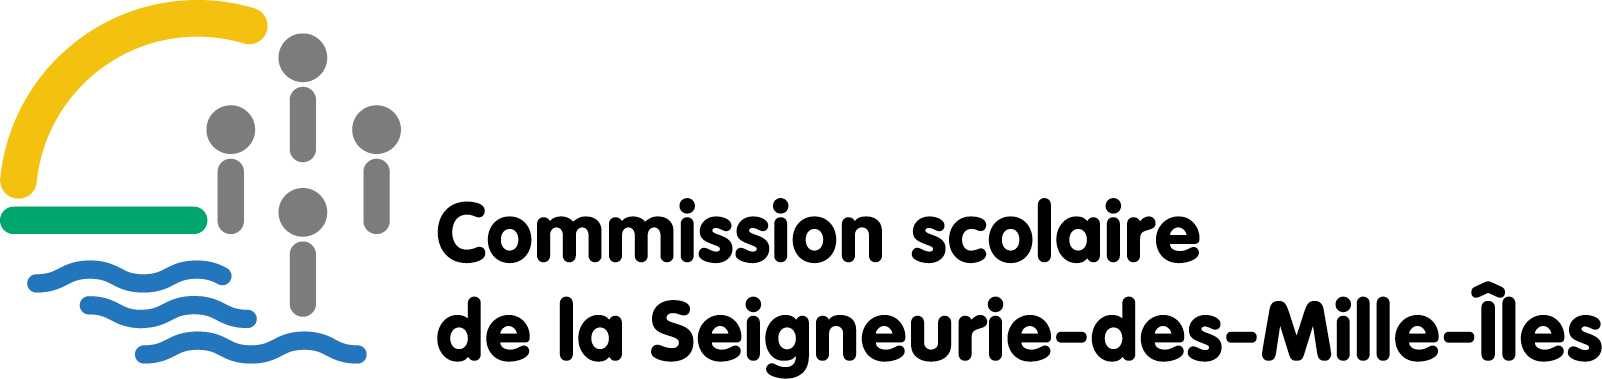 Commission scolaire
de la Seigneurie-des-Mille-Îles